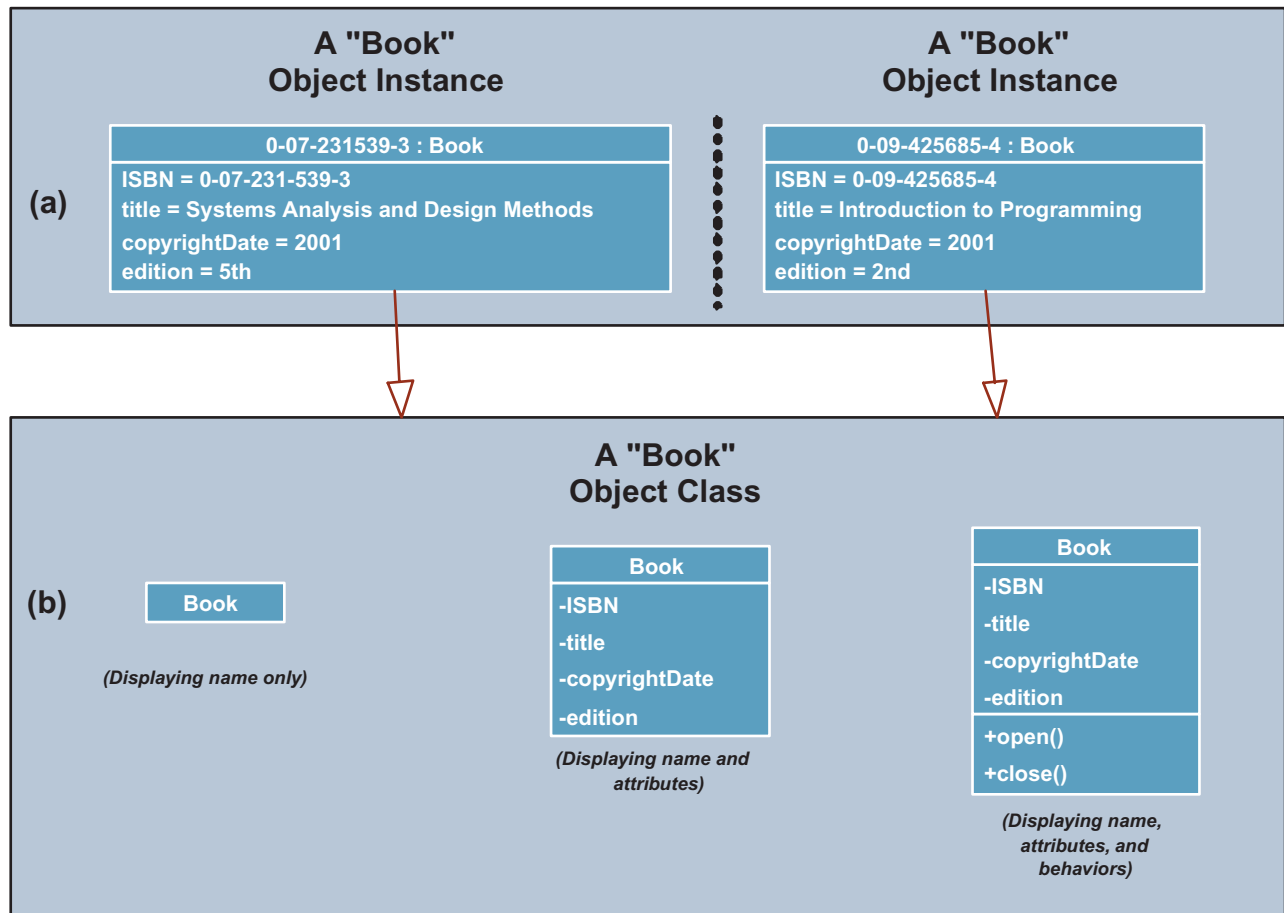 A "Book"
Object Instance
A "Book"
Object Instance
(a)
0-07-231539-3 : Book
ISBN = 0-07-231-539-3
title = Systems Analysis and Design Methods
copyrightDate = 2001
edition = 5th
0-09-425685-4 : Book
ISBN = 0-09-425685-4
title = Introduction to Programming
copyrightDate = 2001
edition = 2nd
A "Book"
Object Class
(b)
Book
(Displaying name only)
Book
-ISBN
-title
-copyrightDate
-edition
(Displaying name and
attributes)
Book
-ISBN
-title
-copyrightDate
-edition
+open()
+close()
(Displaying name,
attributes, and
behaviors)